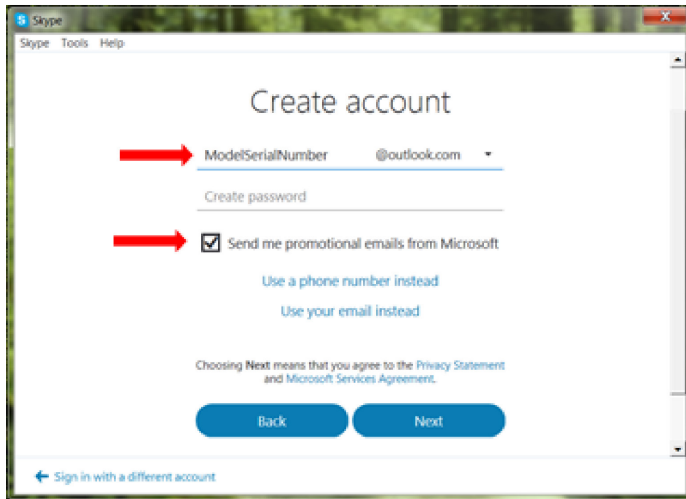 Skype
Skype Tools Help
Create account
ModelSerialNumber @outlook.com
Create password
Send me promotional emails from Microsoft
Use a phone number instead
Use your email instead
Choosing Next means that you agree to the Privacy Statement
and Microsoft Services Agreement.
Back Next
Sign in with a different account